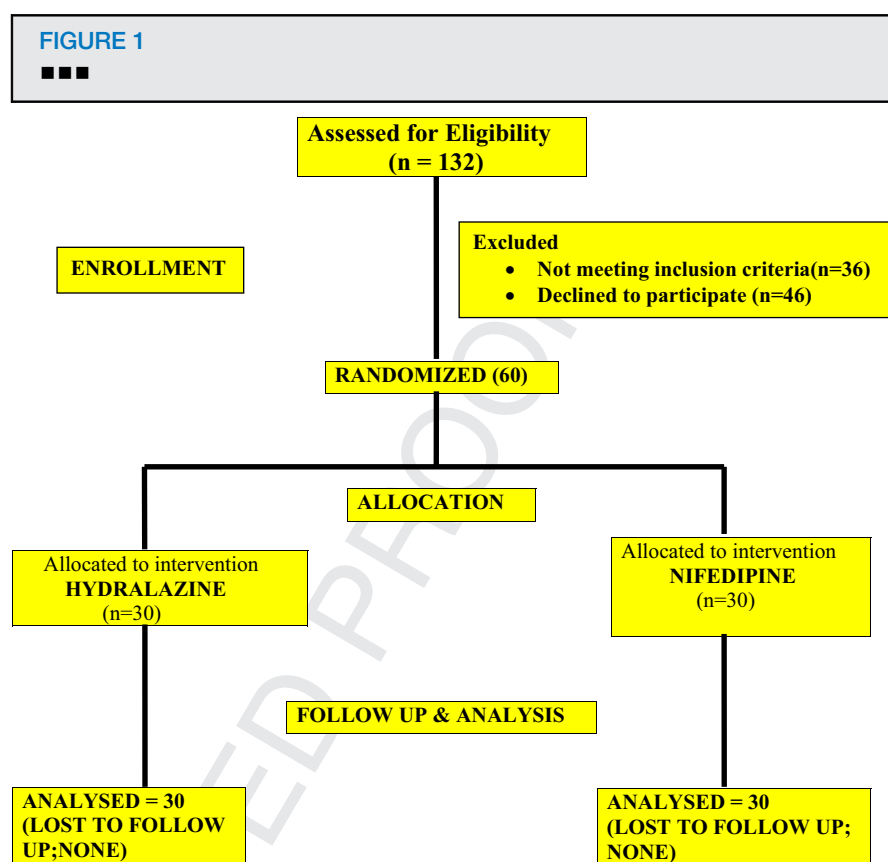 FIGURE 1
■■■
Assessed for Eligibility
(n = 132)
ENROLLMENT
Excluded
• Not meeting inclusion criteria(n=36)
• Declined to participate (n=46)
RANDOMIZED (60)
ALLOCATION
Allocated to intervention
HYDRALAZINE
(n=30)
Allocated to intervention
NIFEDIPINE
(n=30)
FOLLOW UP & ANALYSIS
ANALYSED = 30
(LOST TO FOLLOW
UP;NONE)
ANALYSED = 30
(LOST TO FOLLOW UP;
NONE)
ED PROO